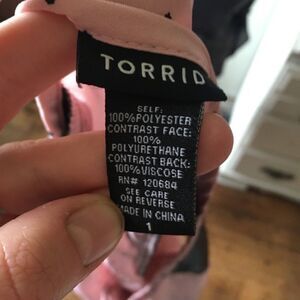 TORRID
SELF:
100%POLYESTER
CONTRAST FACE:
100%
POLYURETHANE
CONTRAST BACK:
100%VISCOSE
RN# 120684
SEE CARE
ON REVERSE
MADE IN CHINA
1